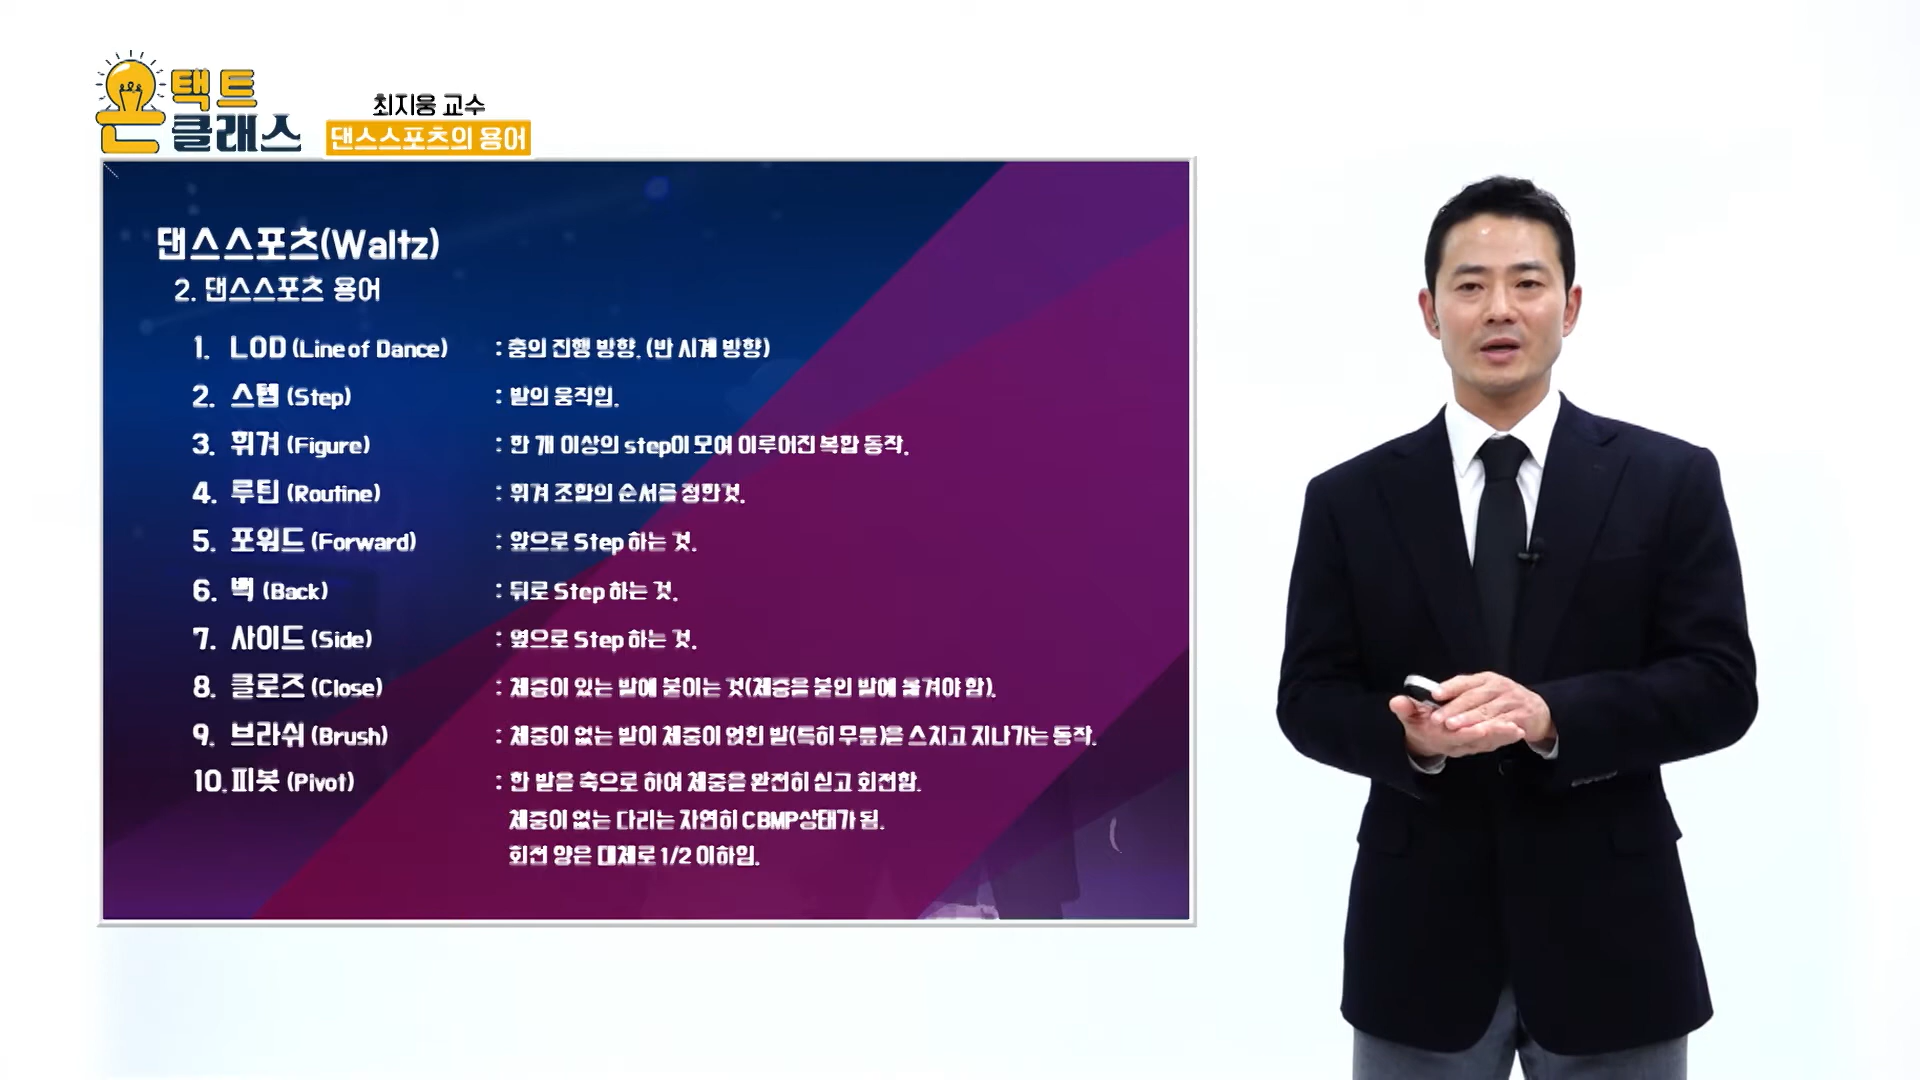 온택트
클래스
최지웅 교수
댄스스포츠의 용어
댄스스포츠(Waltz)
2. 댄스스포츠 용어
1. LOD (Line of Dance) : 춤의 진행 방향. (반 시계 방향)
2. 스텝 (Step) : 발의 움직임.
3. 휘겨 (Figure) : 한 개 이상의 step이 모여 이루어진 복합 동작.
4. 루틴 (Routine) : 휘겨 조합의 순서를 정한것.
5. 포워드 (Forward) : 앞으로 Step 하는 것.
6. 백 (Back) : 뒤로 Step 하는 것.
7. 사이드 (Side) : 옆으로 Step 하는 것.
8. 클로즈 (Close) : 체중이 있는 발에 붙이는 것(체중을 붙인 발에 옮겨야 함).
9. 브라쉬 (Brush) : 체중이 없는 발이 체중이 얹힌 발(특히 무릎)은 스치고 지나가는 동작.
10. 피봇 (Pivot) : 한 발을 축으로 하여 체중을 완전히 싣고 회전함.
체중이 없는 다리는 자연히 CBMP상태가 됨.
회전 양은 대체로 1/2 이하임.